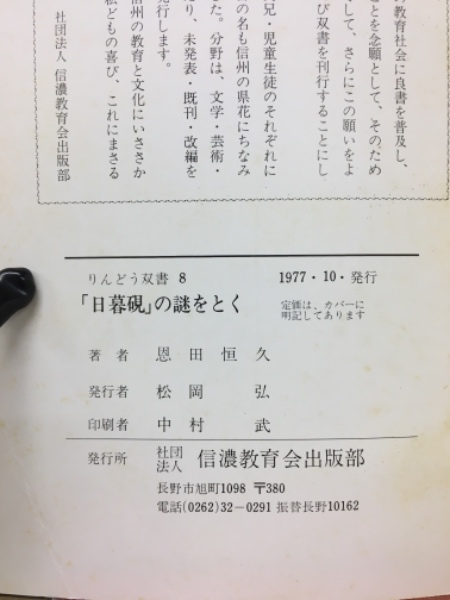 教育社会に良書を普及し、
ことを念願として、そのため
して、さらにこの願いをよ
び双書を刊行することにし
兄・児童生徒のそれぞれに
の名も信州の県花にちなみ
た。分野は、文学・芸術・
り、未発表・既刊・改編を
発行します。
信州の教育と文化にいささか
私どもの喜び、これにまさる
社団法人 信濃教育会出版部
りんどう双書 8 1977・10・発行
「日暮硯」の謎をとく 定価は、カバーに
明記してあります
著者 恩田恒久
発行者 松岡弘
印刷者 中村武
発行所 社団法人 信濃教育会出版部
長野市旭町1098 〒380
電話(0262)32-0291 振替長野10162